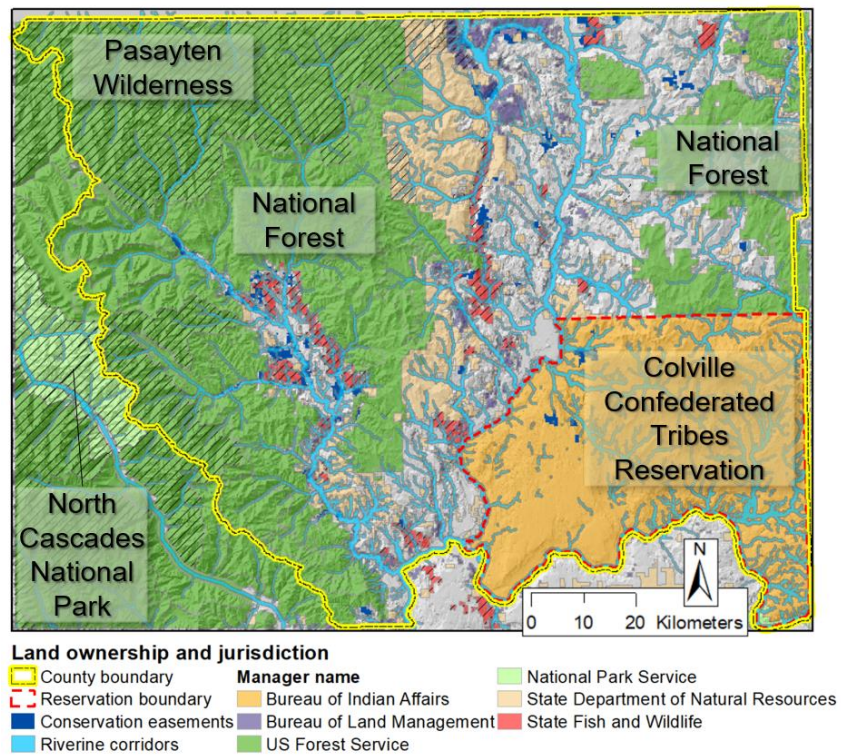 Pasayten
Wilderness
National
Forest
National
Forest
Colville
Confederated
Tribes
Reservation
North
Cascades
National
Park
N
0 10 20 Kilometers
Land ownership and jurisdiction
County boundary
Reservation boundary
Conservation easements
Riverine corridors
Manager name
Bureau of Indian Affairs
Bureau of Land Management
US Forest Service
National Park Service
State Department of Natural Resources
State Fish and Wildlife